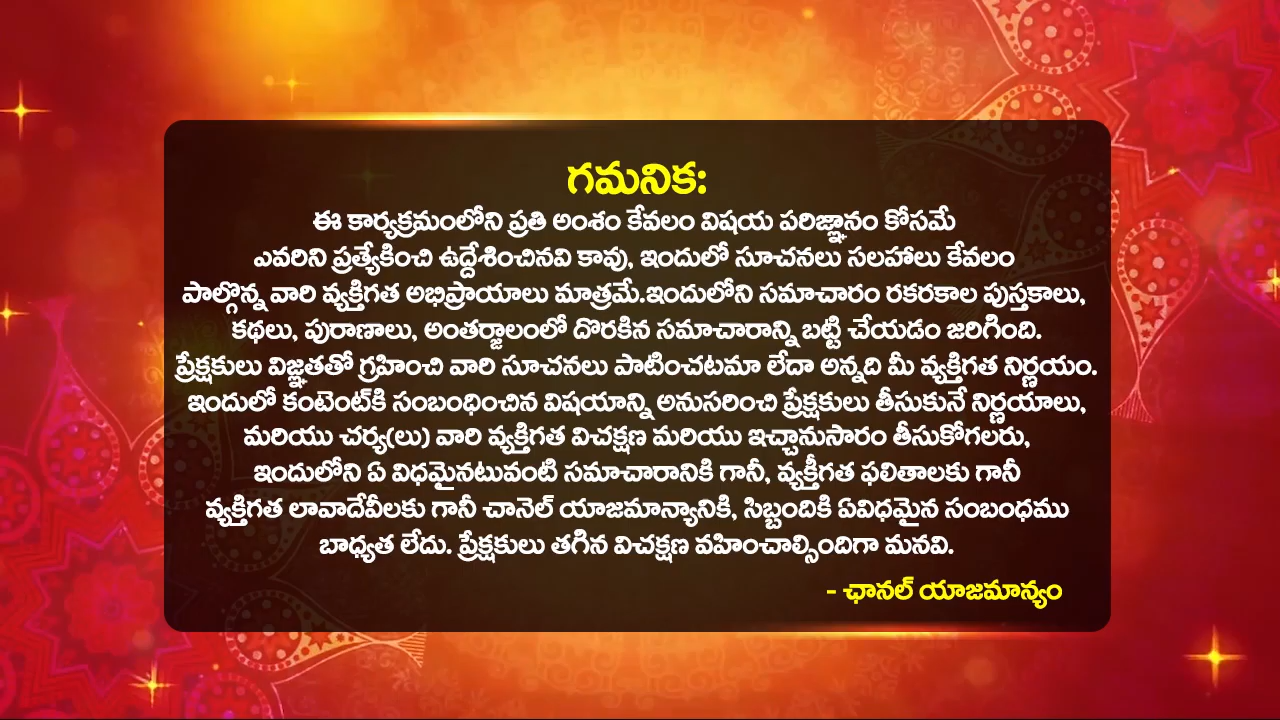 గమనిక:
ఈ కార్యక్రమంలోని ప్రతి అంశం కేవలం విషయ పరిజ్ఞానం కోసమే
ఎవరిని ప్రత్యేకించి ఉద్దేశించినవి కావు, ఇందులో సూచనలు సలహాలు కేవలం
పాల్గొన్న వారి వ్యక్తిగత అభిప్రాయాలు మాత్రమే.ఇందులోని సమాచారం రకరకాల పుస్తకాలు,
కథలు, పురాణాలు, అంతర్జాలంలో దొరకిన సమాచారాన్ని బట్టి చేయడం జరిగింది.
ప్రేక్షకులు విజ్ఞతతో గ్రహించి వారి సూచనలు పాటించటమా లేదా అన్నది మీ వ్యక్తిగత నిర్ణయం.
ఇందులో కంటెంట్‌కి సంబంధించిన విషయాన్ని అనుసరించి ప్రేక్షకులు తీసుకునే నిర్ణయాలు,
మరియు చర్య(లు) వారి వ్యక్తిగత విచక్షణ మరియు ఇచ్చానుసారం తీసుకోగలరు,
ఇందులోని ఏ విధమైనటువంటి సమాచారానికి గానీ, వ్యక్తీగత ఫలితాలకు గానీ
వ్యక్తిగత లావాదేవీలకు గానీ చానెల్ యాజమాన్యానికి, సిబ్బందికి ఏవిధమైన సంబంధము
బాధ్యత లేదు. ప్రేక్షకులు తగిన విచక్షణ వహించాల్సిందిగా మనవి.
- ఛానల్ యాజమాన్యం